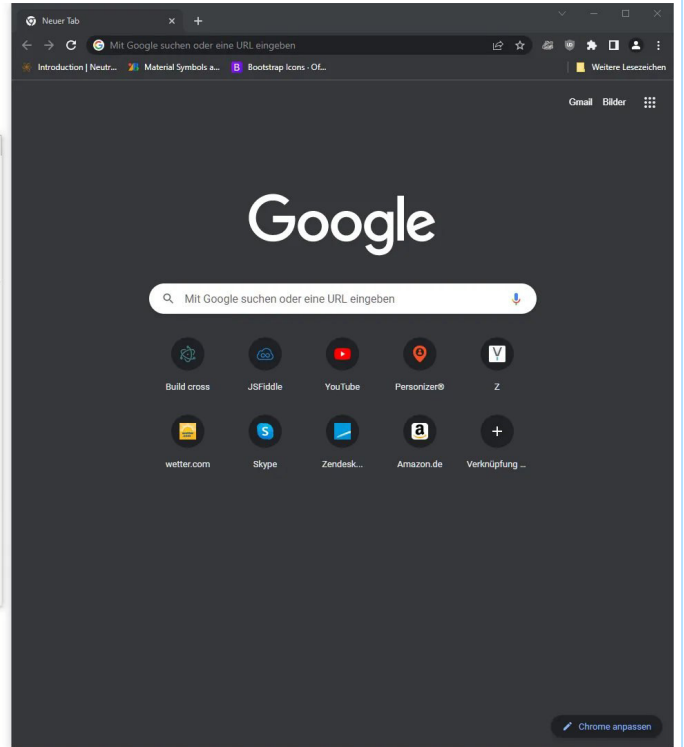 Neuer Tab
Mit Google suchen oder eine URL eingeben
Introduction | Neutr... Material Symbols a... B Bootstrap Icons · Of... Weitere Lesezeichen
Gmail Bilder
Google
Mit Google suchen oder eine URL eingeben
Build cross JSFiddle YouTube Personizer® Z
wetter.com Skype Zendesk... Amazon.de Verknüpfung ...
Chrome anpassen